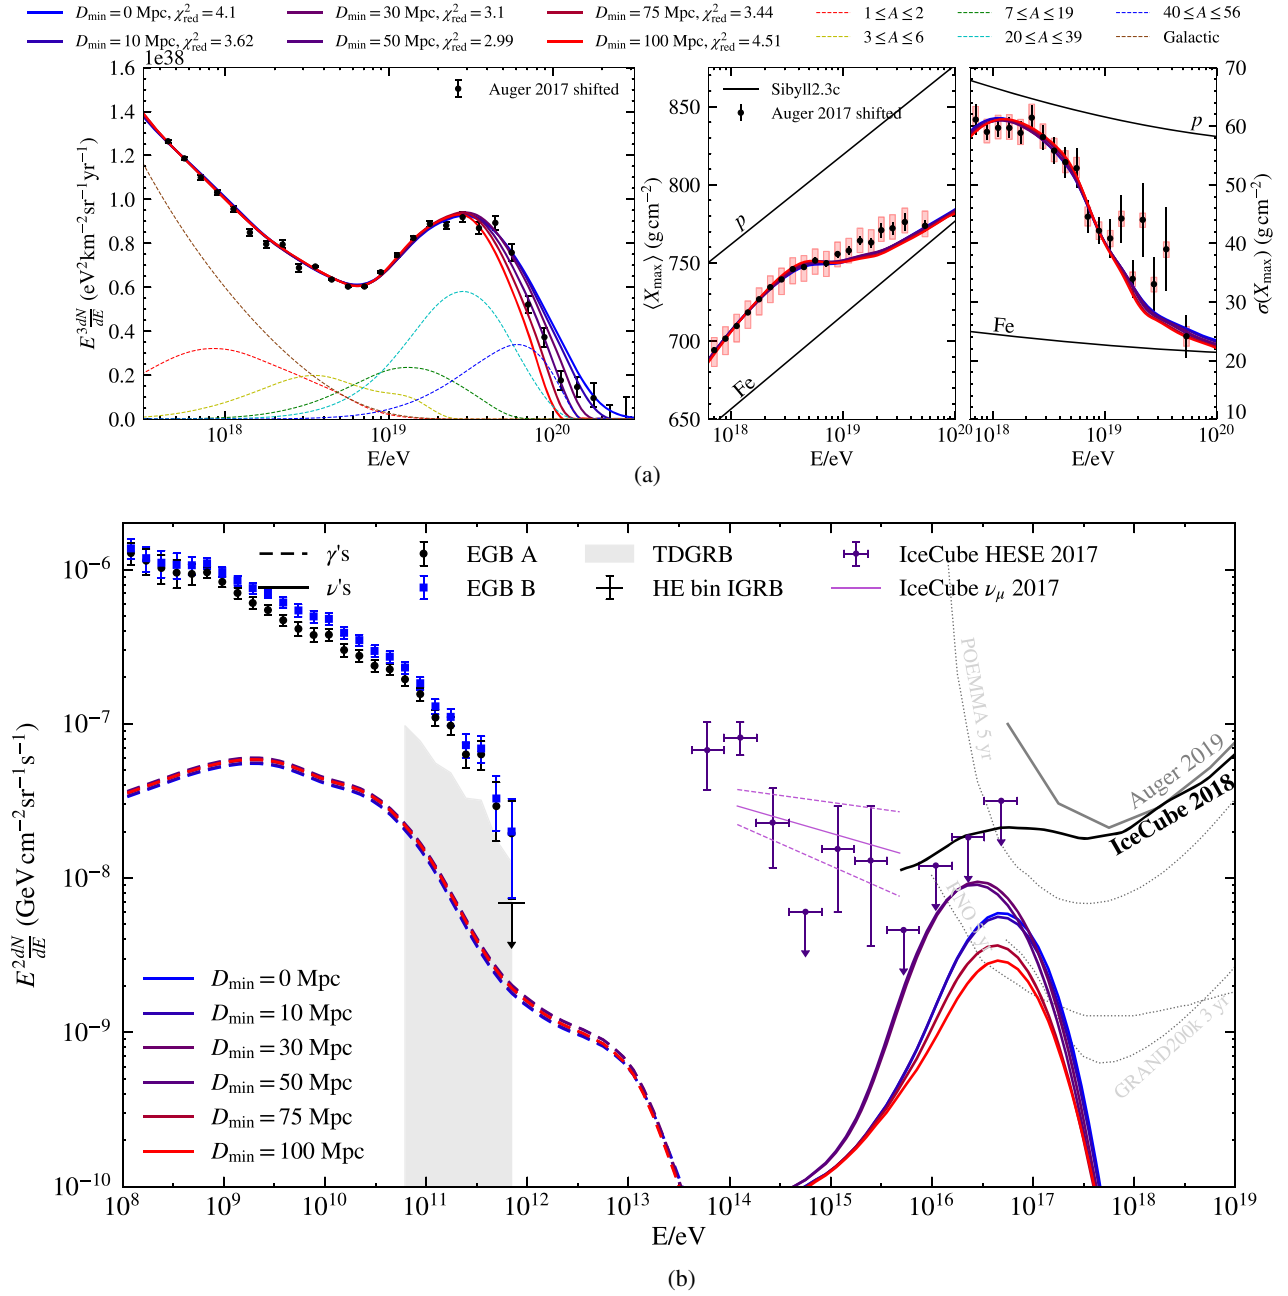 D_min = 0 Mpc, χ²_red = 4.1
D_min = 30 Mpc, χ²_red = 3.1
D_min = 75 Mpc, χ²_red = 3.44
1 ≤ A ≤ 2
7 ≤ A ≤ 19
40 ≤ A ≤ 56
D_min = 10 Mpc, χ²_red = 3.62
D_min = 50 Mpc, χ²_red = 2.99
D_min = 100 Mpc, χ²_red = 4.51
3 ≤ A ≤ 6
20 ≤ A ≤ 39
Galactic
1e38
1.6
1.4
1.2
1.0
0.8
0.6
0.4
0.2
0.0
E³ dN/dE (eV² km⁻² sr⁻¹ yr⁻¹)
Auger 2017 shifted
10¹⁸
10¹⁹
10²⁰
E/eV
850
800
750
700
650
⟨X_max⟩ (g cm⁻²)
Sibyll2.3c
Auger 2017 shifted
p
Fe
10¹⁸
10¹⁹
10²⁰
E/eV
p
Fe
70
60
50
40
30
20
10
σ(X_max) (g cm⁻²)
10¹⁸
10¹⁹
10²⁰
E/eV
(a)
γ's
EGB A
TDGRB
IceCube HESE 2017
ν's
EGB B
HE bin IGRB
IceCube ν_μ 2017
10⁻⁶
10⁻⁷
10⁻⁸
10⁻⁹
10⁻¹⁰
E² dN/dE (GeV cm⁻² sr⁻¹ s⁻¹)
POEMMA 5 yr
Auger 2019
IceCube 2018
GRAND200k 3 yr
D_min = 0 Mpc
D_min = 10 Mpc
D_min = 30 Mpc
D_min = 50 Mpc
D_min = 75 Mpc
D_min = 100 Mpc
10⁸
10⁹
10¹⁰
10¹¹
10¹²
10¹³
10¹⁴
10¹⁵
10¹⁶
10¹⁷
10¹⁸
10¹⁹
E/eV
(b)